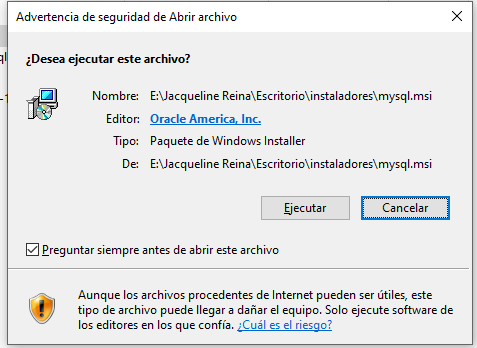 Advertencia de seguridad de Abrir archivo
¿Desea ejecutar este archivo?
Nombre: E:\Jacqueline Reina\Escritorio\instaladores\mysql.msi
Editor: Oracle America, Inc.
Tipo: Paquete de Windows Installer
De: E:\Jacqueline Reina\Escritorio\instaladores\mysql.msi
Ejecutar Cancelar
Preguntar siempre antes de abrir este archivo
Aunque los archivos procedentes de Internet pueden ser útiles, este
tipo de archivo puede llegar a dañar el equipo. Solo ejecute software de
los editores en los que confía. ¿Cuál es el riesgo?